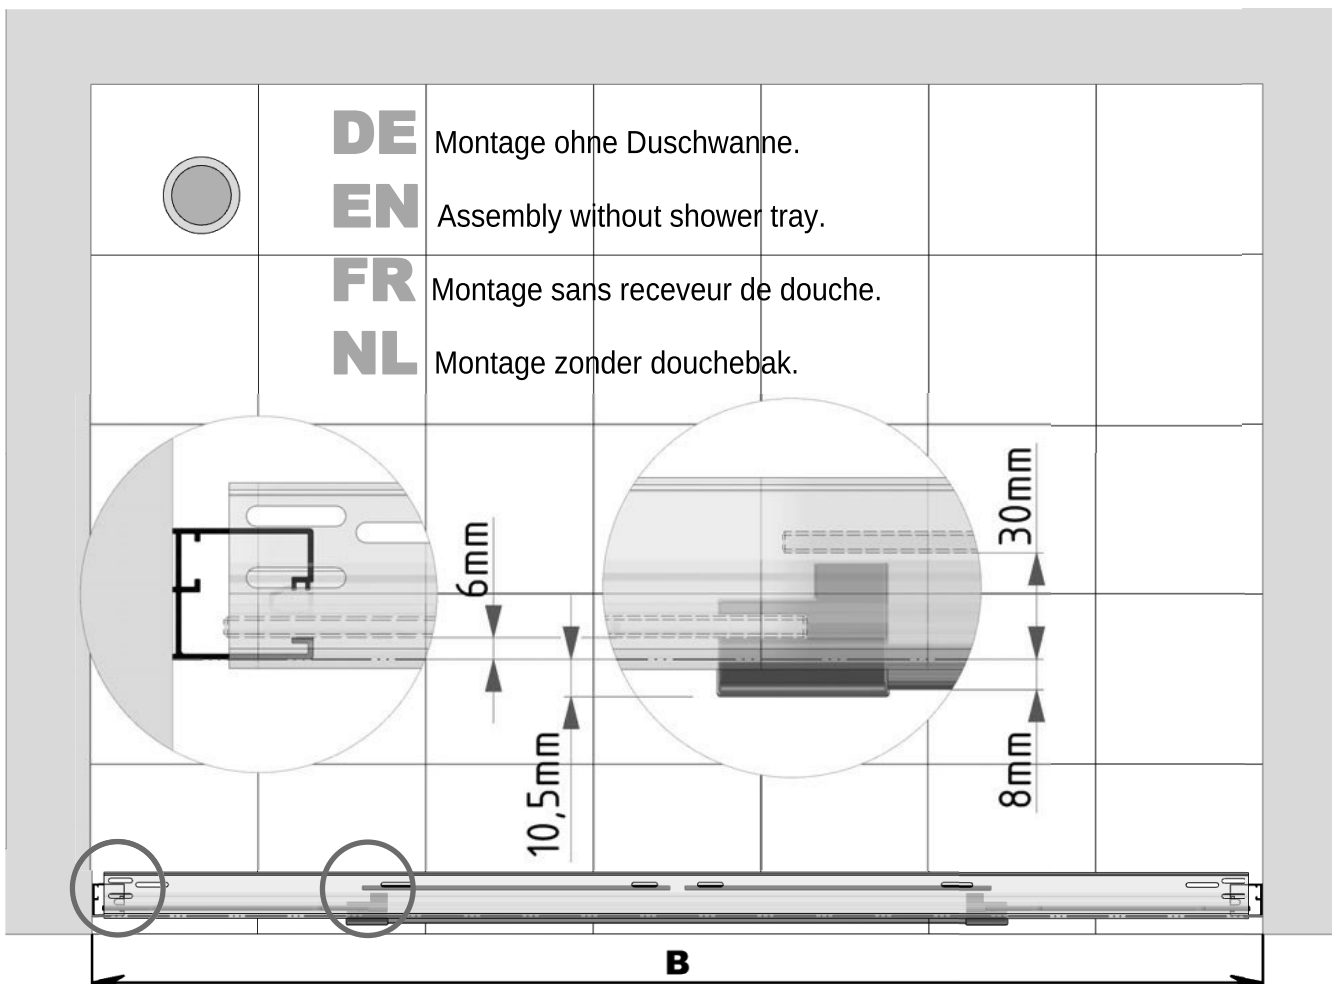 DE Montage ohne Duschwanne.
EN Assembly without shower tray.
FR Montage sans receveur de douche.
NL Montage zonder douchebak.
30mm
6mm
10,5mm
8mm
B